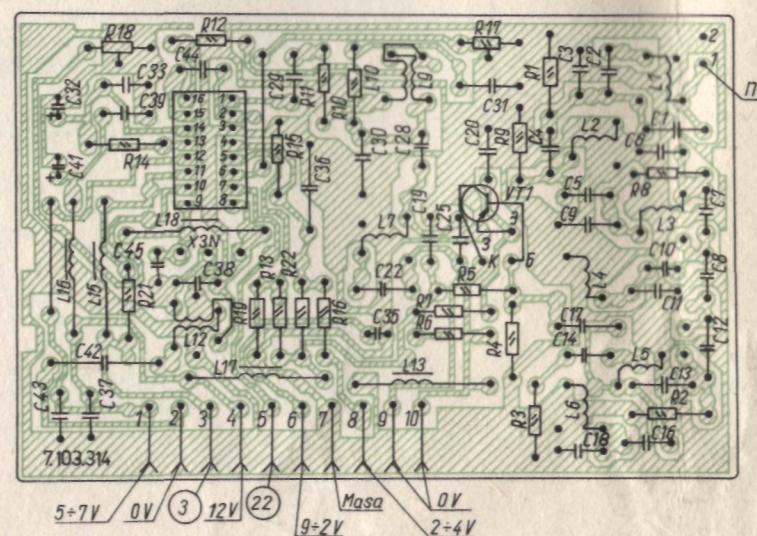 R18
R12
R17
2
C44
C33
C29
R11
R10
L10
L9
R1
C3
C2
L1
1
П
C32
C39
16 1
15 2
14 3
13 4
12 5
11 6
10 7
9 8
C31
C1
R14
R15
C30
C28
C20
R9
C4
L2
C6
R8
C41
C36
C5
C7
L18
C19
C25
VT1
Э
C9
L3
X3N
L7
3
К
Б
C45
C38
R13
R22
C22
R5
L4
C10
C8
C11
L16
L15
R21
R19
R16
R7
R6
C35
C17
C12
L12
R4
C14
L5
C42
L17
L13
C13
C43
C37
R3
L6
R2
1 2 3 4 5 6 7 8 9 10
C18
C16
7.103.314
5÷7V
0V
3
12V
22
Masa
0V
9÷2V
2÷4V